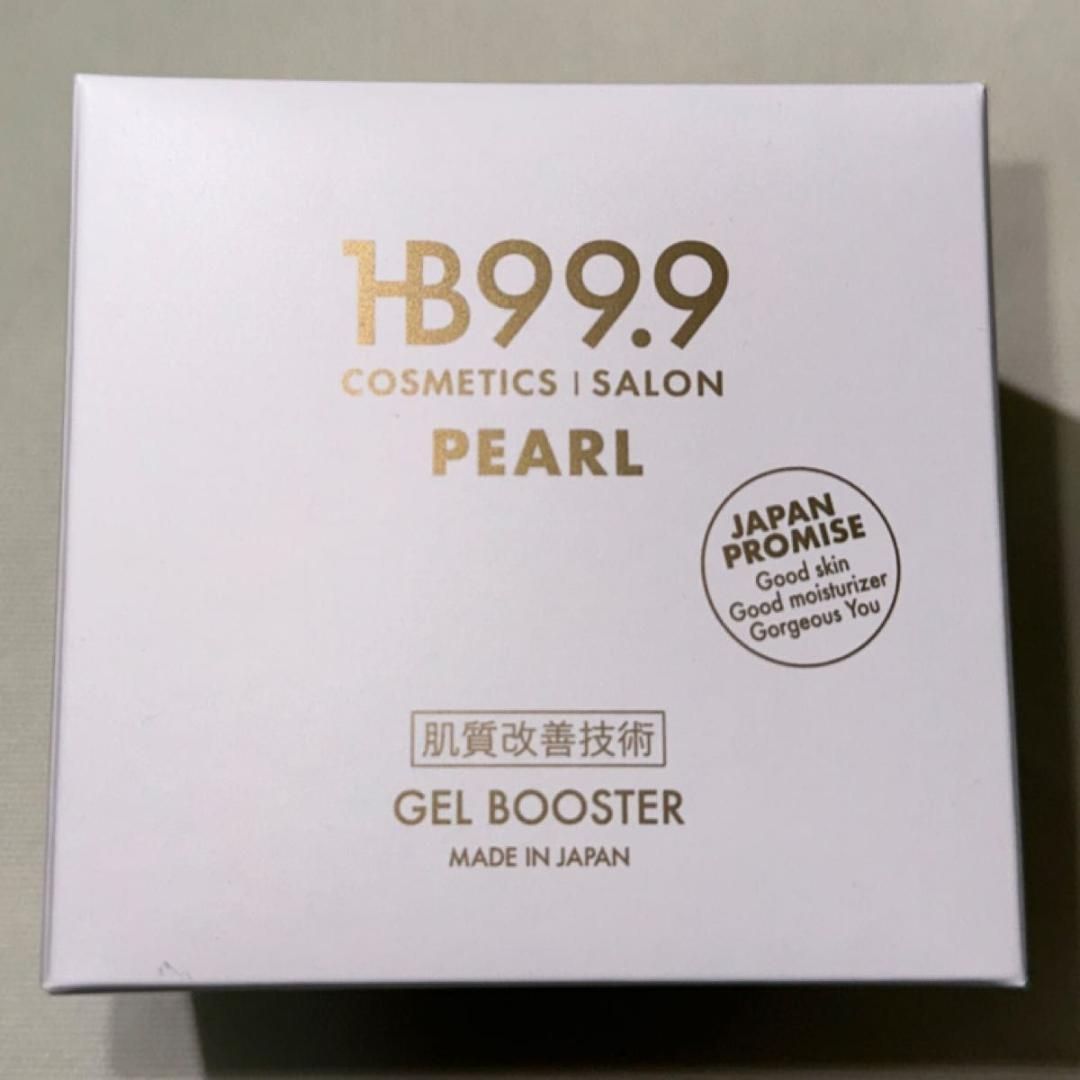 HB99.9
COSMETICS | SALON
PEARL
JAPAN
PROMISE
Good skin
Good moisturizer
Gorgeous You
肌質改善技術
GEL BOOSTER
MADE IN JAPAN